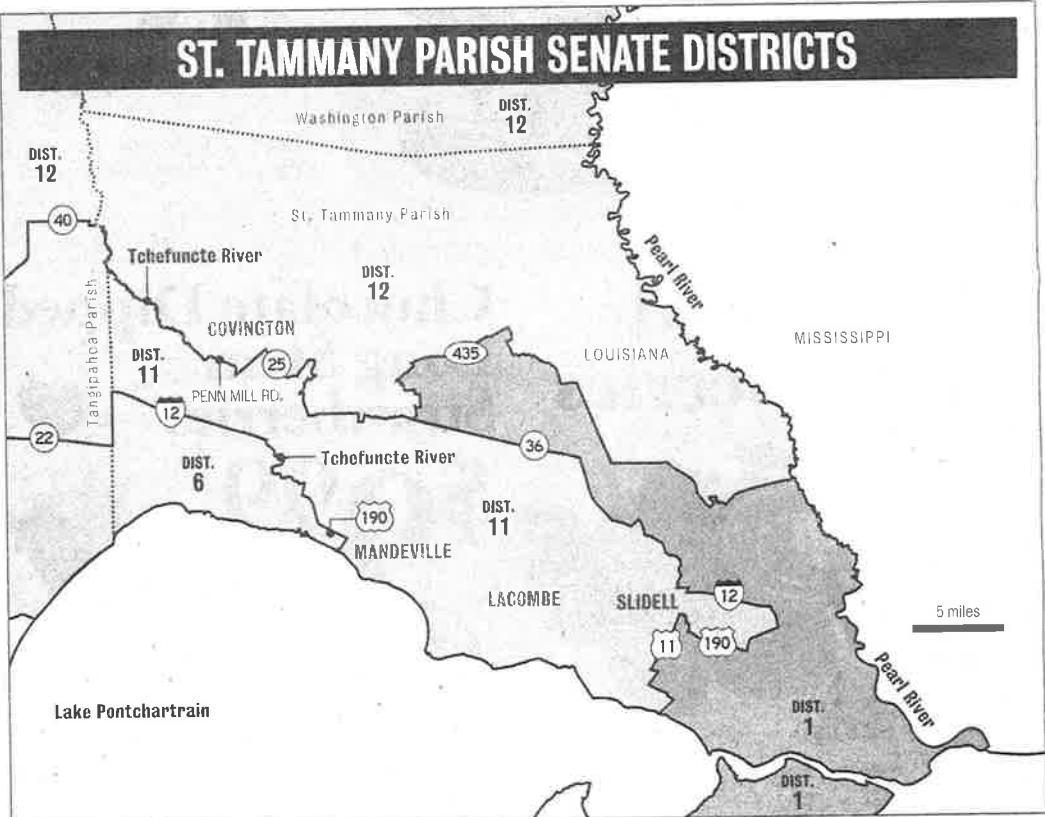 ST. TAMMANY PARISH SENATE DISTRICTS
Washington Parish
DIST.
12
DIST.
12
40
St. Tammany Parish
Tchefuncte River
DIST.
12
Pearl River
Tangipahoa Parish
COVINGTON
MISSISSIPPI
LOUISIANA
435
DIST.
11
25
PENN MILL RD.
12
22
36
DIST.
6
Tchefuncte River
190
DIST.
11
MANDEVILLE
LACOMBE
SLIDELL
12
5 miles
11
190
Pearl River
Lake Pontchartrain
DIST.
1
DIST.
1